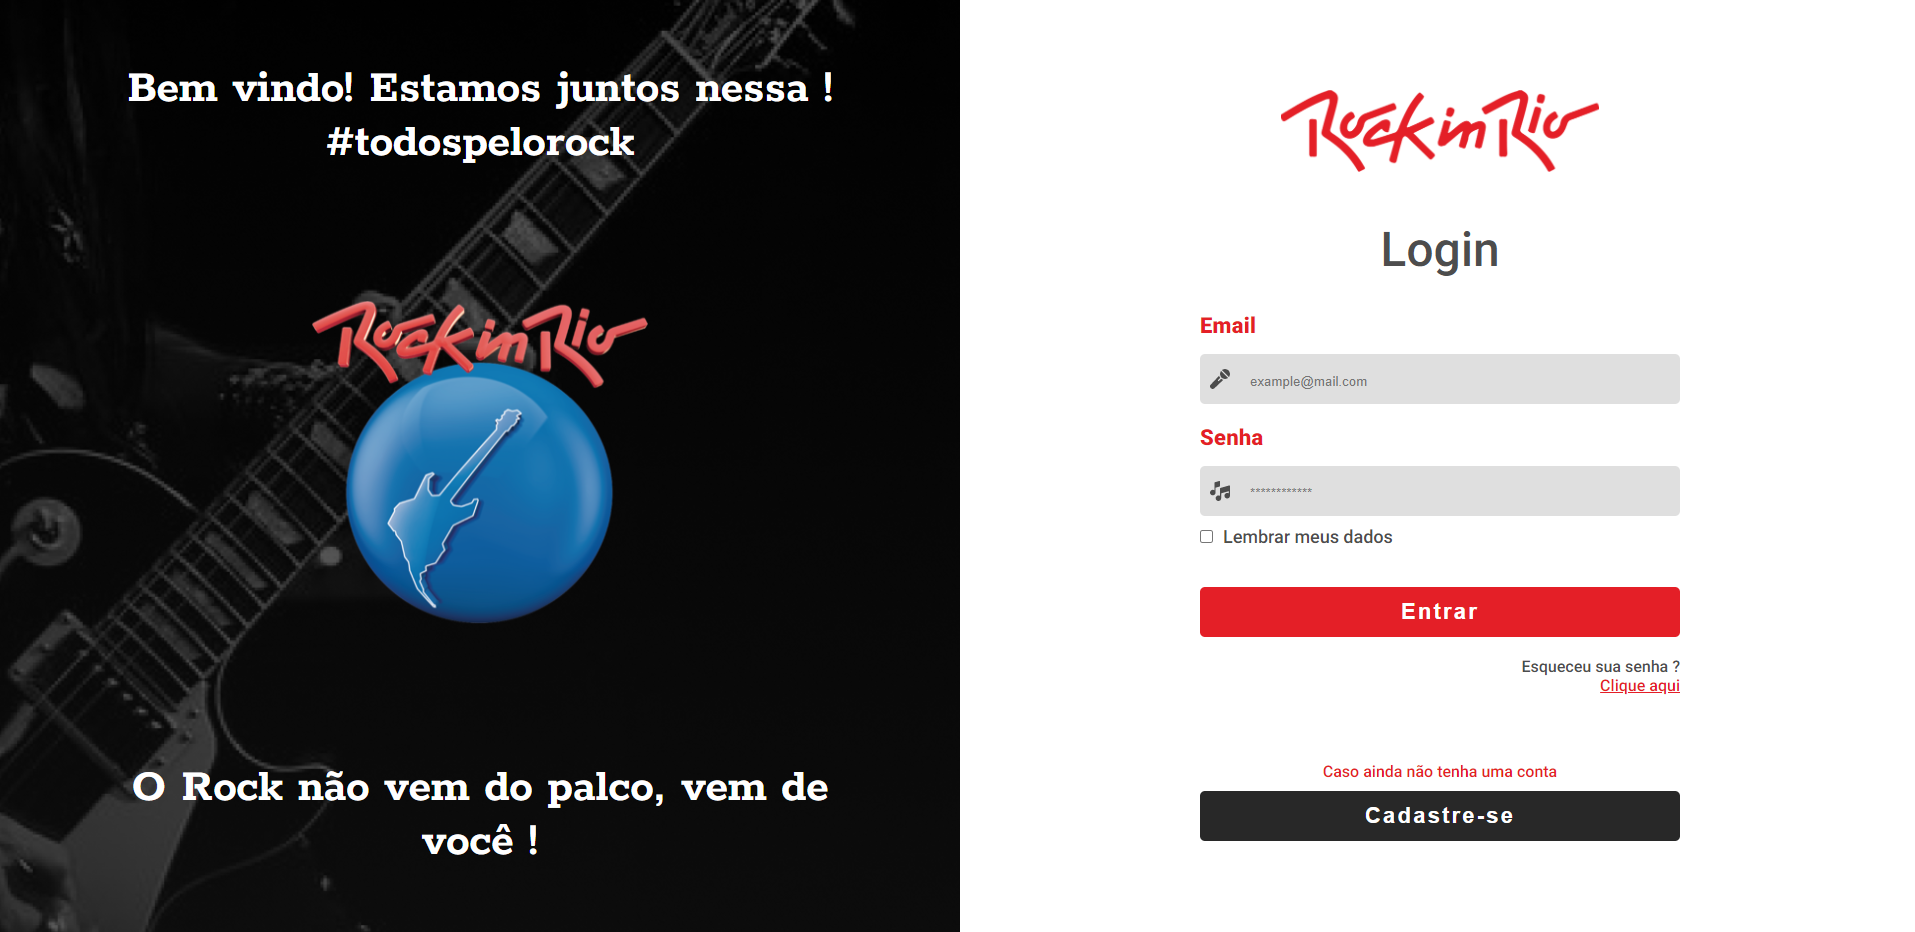 Bem vindo! Estamos juntos nessa !
#todospelorock
Rock in Rio
O Rock não vem do palco, vem de
você !
Rock in Rio
Login
Email
example@mail.com
Senha
************
Lembrar meus dados
Entrar
Esqueceu sua senha ?
Clique aqui
Caso ainda não tenha uma conta
Cadastre-se